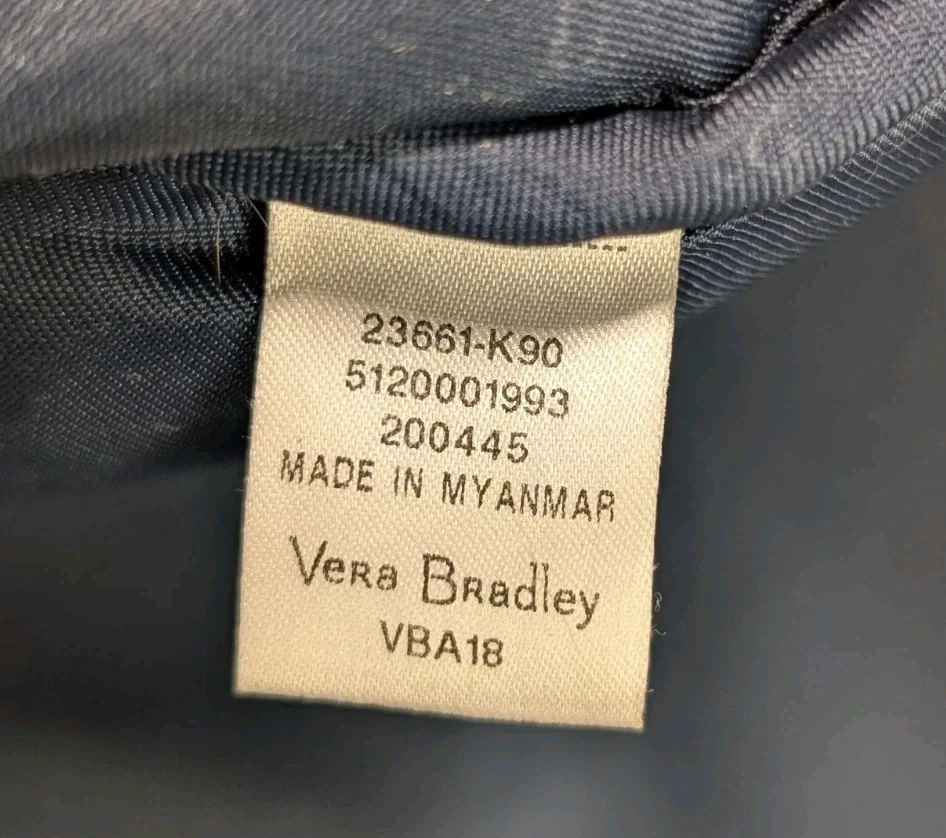 23661-K90
5120001993
200445
MADE IN MYANMAR
Vera Bradley
VBA18